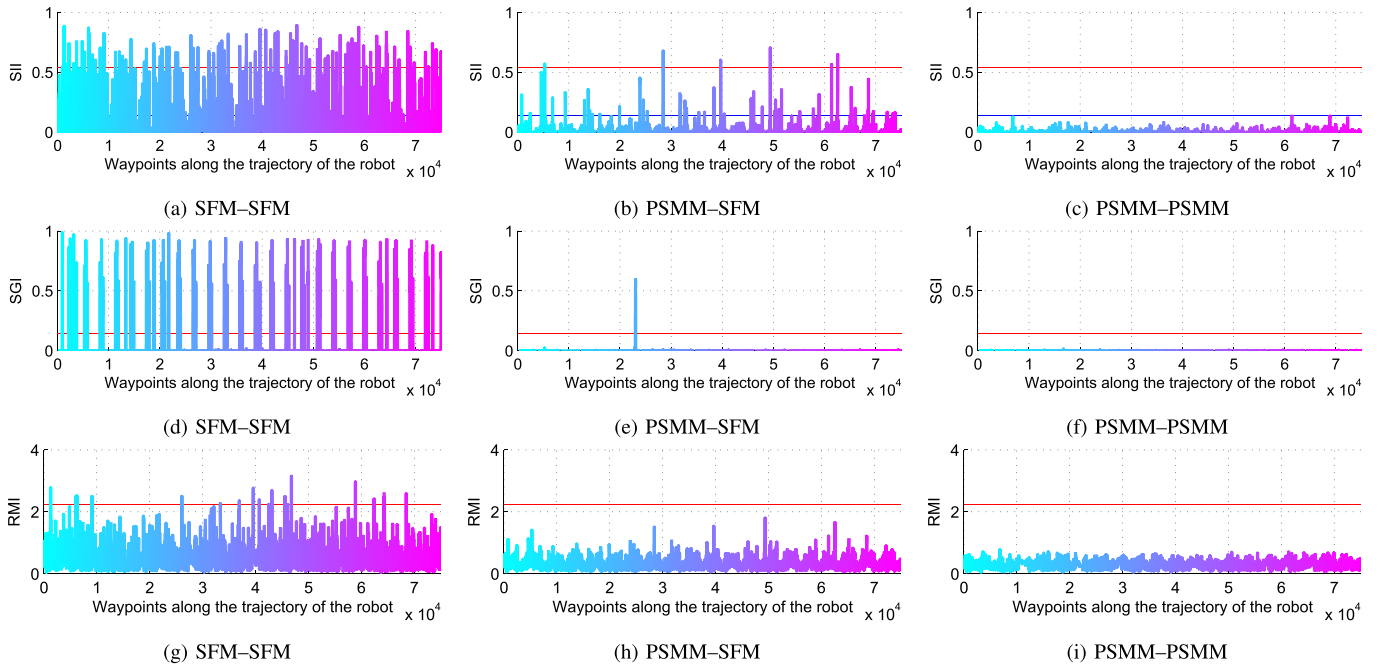 1
0.5
0
SII
0 1 2 3 4 5 6 7
Waypoints along the trajectory of the robot
x 10^4
(a) SFM–SFM
1
0.5
0
SII
0 1 2 3 4 5 6 7
Waypoints along the trajectory of the robot
x 10^4
(b) PSMM–SFM
1
0.5
0
SII
0 1 2 3 4 5 6 7
Waypoints along the trajectory of the robot
x 10^4
(c) PSMM–PSMM
1
0.5
0
SGI
0 1 2 3 4 5 6 7
Waypoints along the trajectory of the robot
x 10^4
(d) SFM–SFM
1
0.5
0
SGI
0 1 2 3 4 5 6 7
Waypoints along the trajectory of the robot
x 10^4
(e) PSMM–SFM
1
0.5
0
SGI
0 1 2 3 4 5 6 7
Waypoints along the trajectory of the robot
x 10^4
(f) PSMM–PSMM
4
2
0
RMI
0 1 2 3 4 5 6 7
Waypoints along the trajectory of the robot
x 10^4
(g) SFM–SFM
4
2
0
RMI
0 1 2 3 4 5 6 7
Waypoints along the trajectory of the robot
x 10^4
(h) PSMM–SFM
4
2
0
RMI
0 1 2 3 4 5 6 7
Waypoints along the trajectory of the robot
x 10^4
(i) PSMM–PSMM